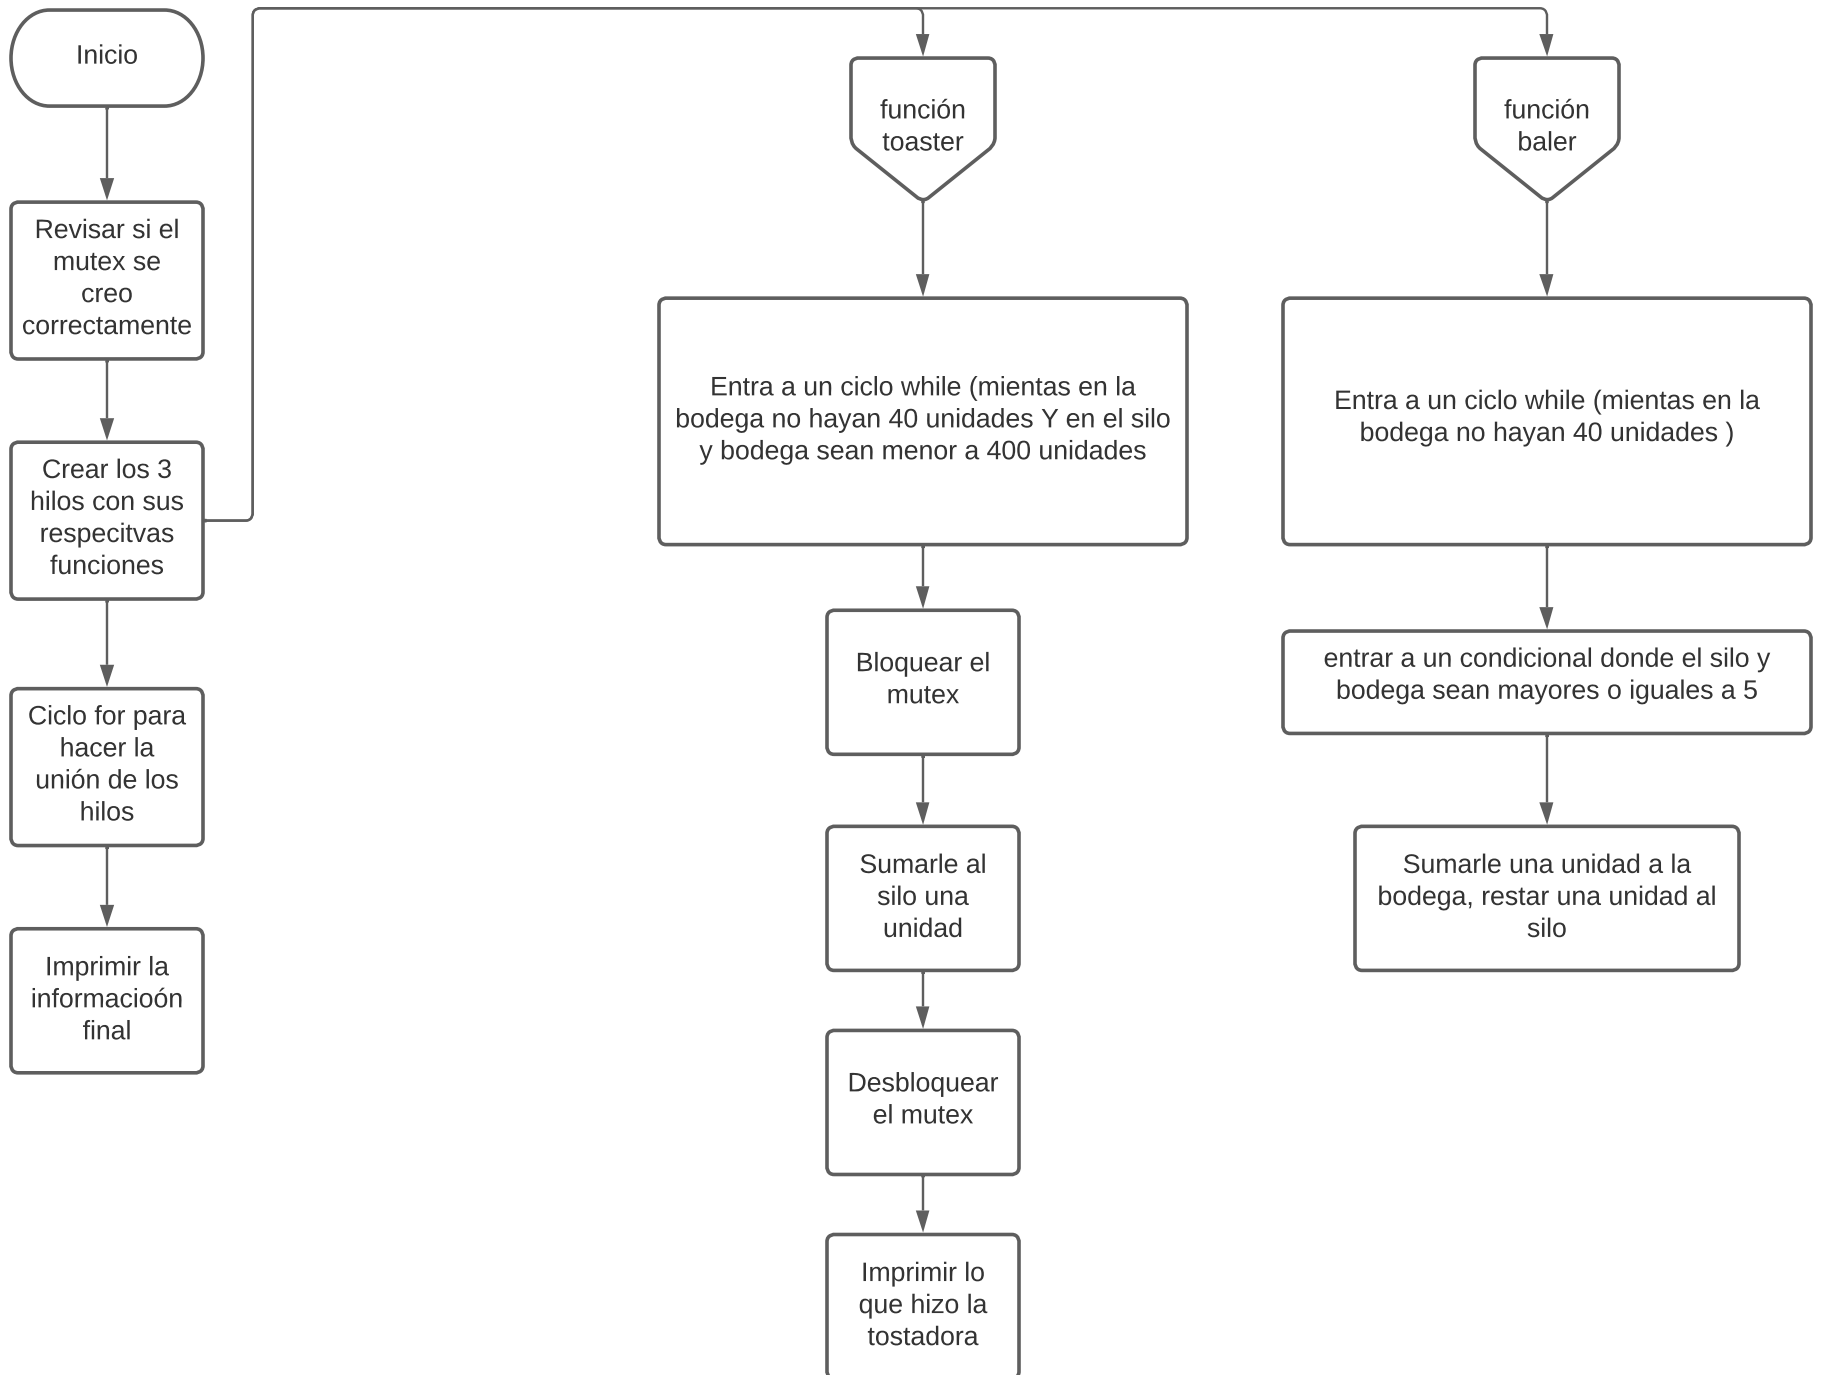 Inicio
Revisar si el
mutex se
creo
correctamente
Crear los 3
hilos con sus
respecitvas
funciones
Ciclo for para
hacer la
unión de los
hilos
Imprimir la
informacioón
final
función
toaster
Entra a un ciclo while (mientas en la
bodega no hayan 40 unidades Y en el silo
y bodega sean menor a 400 unidades
Bloquear el
mutex
Sumarle al
silo una
unidad
Desbloquear
el mutex
Imprimir lo
que hizo la
tostadora
función
baler
Entra a un ciclo while (mientas en la
bodega no hayan 40 unidades )
entrar a un condicional donde el silo y
bodega sean mayores o iguales a 5
Sumarle una unidad a la
bodega, restar una unidad al
silo